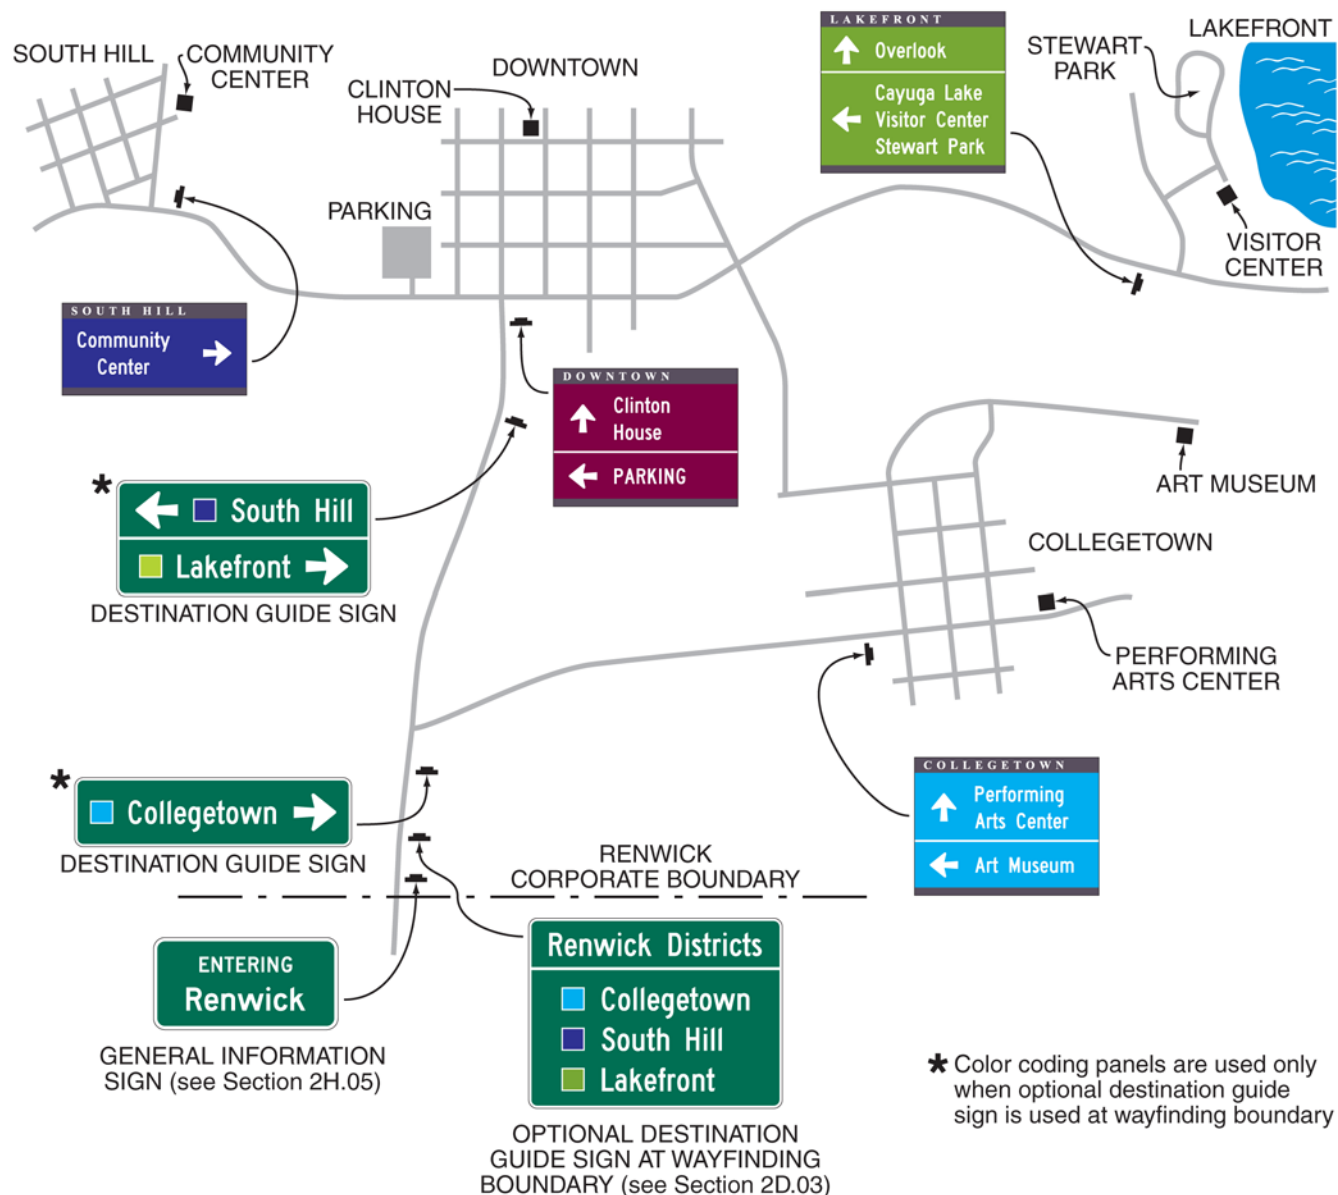 SOUTH HILL
COMMUNITY
CENTER
CLINTON
HOUSE
DOWNTOWN
LAKEFRONT
Overlook
Cayuga Lake
Visitor Center
Stewart Park
STEWART
PARK
LAKEFRONT
PARKING
VISITOR
CENTER
SOUTH HILL
Community
Center
DOWNTOWN
Clinton
House
PARKING
*
South Hill
Lakefront
DESTINATION GUIDE SIGN
ART MUSEUM
COLLEGETOWN
PERFORMING
ARTS CENTER
*
Collegetown
DESTINATION GUIDE SIGN
COLLEGETOWN
Performing
Arts Center
Art Museum
RENWICK
CORPORATE BOUNDARY
ENTERING
Renwick
GENERAL INFORMATION
SIGN (see Section 2H.05)
Renwick Districts
Collegetown
South Hill
Lakefront
OPTIONAL DESTINATION
GUIDE SIGN AT WAYFINDING
BOUNDARY (see Section 2D.03)
* Color coding panels are used only
when optional destination guide
sign is used at wayfinding boundary